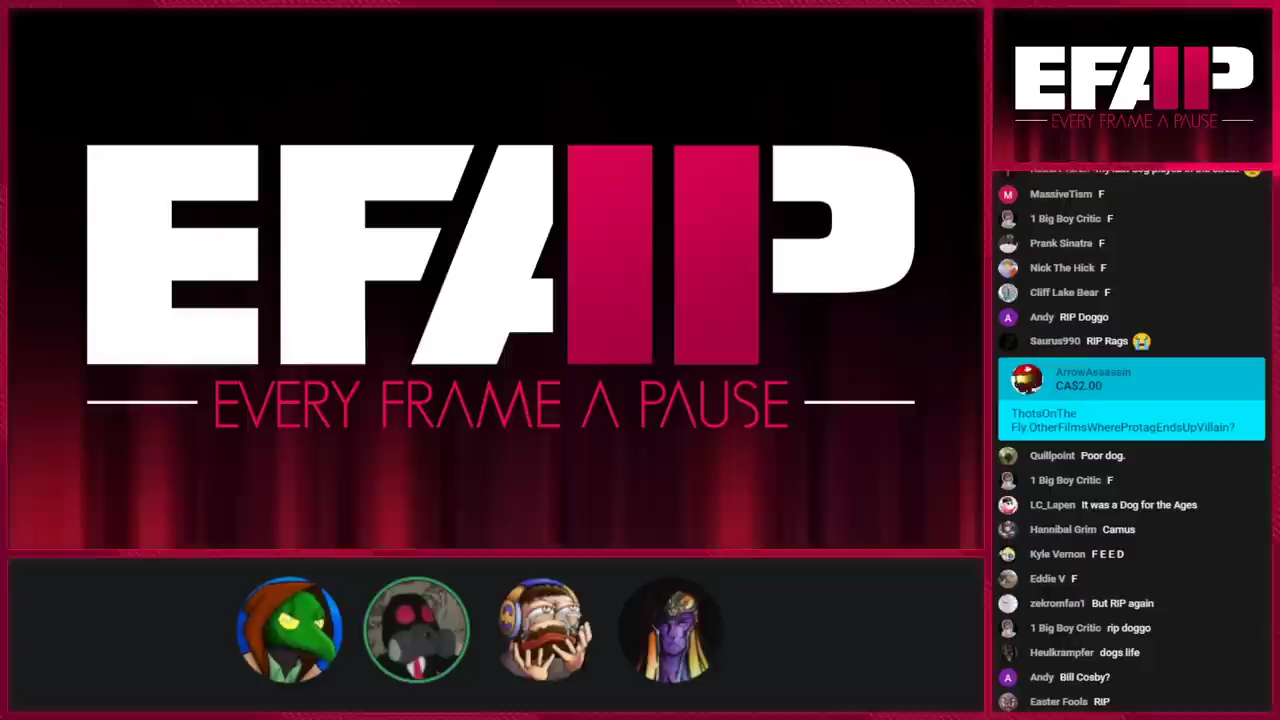 EFAP
EVERY FRAME A PAUSE
EFAP
EVERY FRAME A PAUSE
MassiveTism F
1 Big Boy Critic F
Prank Sinatra F
Nick The Hick F
Cliff Lake Bear F
Andy RIP Doggo
Saurus990 RIP Rags
ArrowAssassin
CA$2.00
ThotsOnThe
Fly.OtherFilmsWhereProtagEndsUpVillain?
Quillpoint Poor dog.
1 Big Boy Critic F
LC_Lapen It was a Dog for the Ages
Hannibal Grim Camus
Kyle Vernon F E E D
Eddie V F
zekromfan1 But RIP again
1 Big Boy Critic rip doggo
Heulkrampfer dogs life
Andy Bill Cosby?
Easter Fools RIP